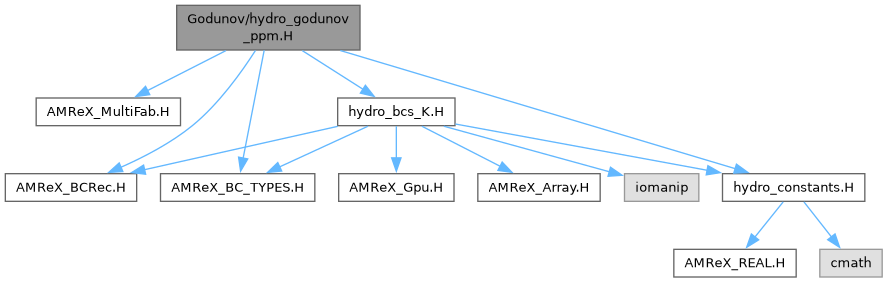 Godunov/hydro_godunov
_ppm.H
AMReX_MultiFab.H
hydro_bcs_K.H
AMReX_BCRec.H
AMReX_BC_TYPES.H
AMReX_Gpu.H
AMReX_Array.H
iomanip
hydro_constants.H
AMReX_REAL.H
cmath